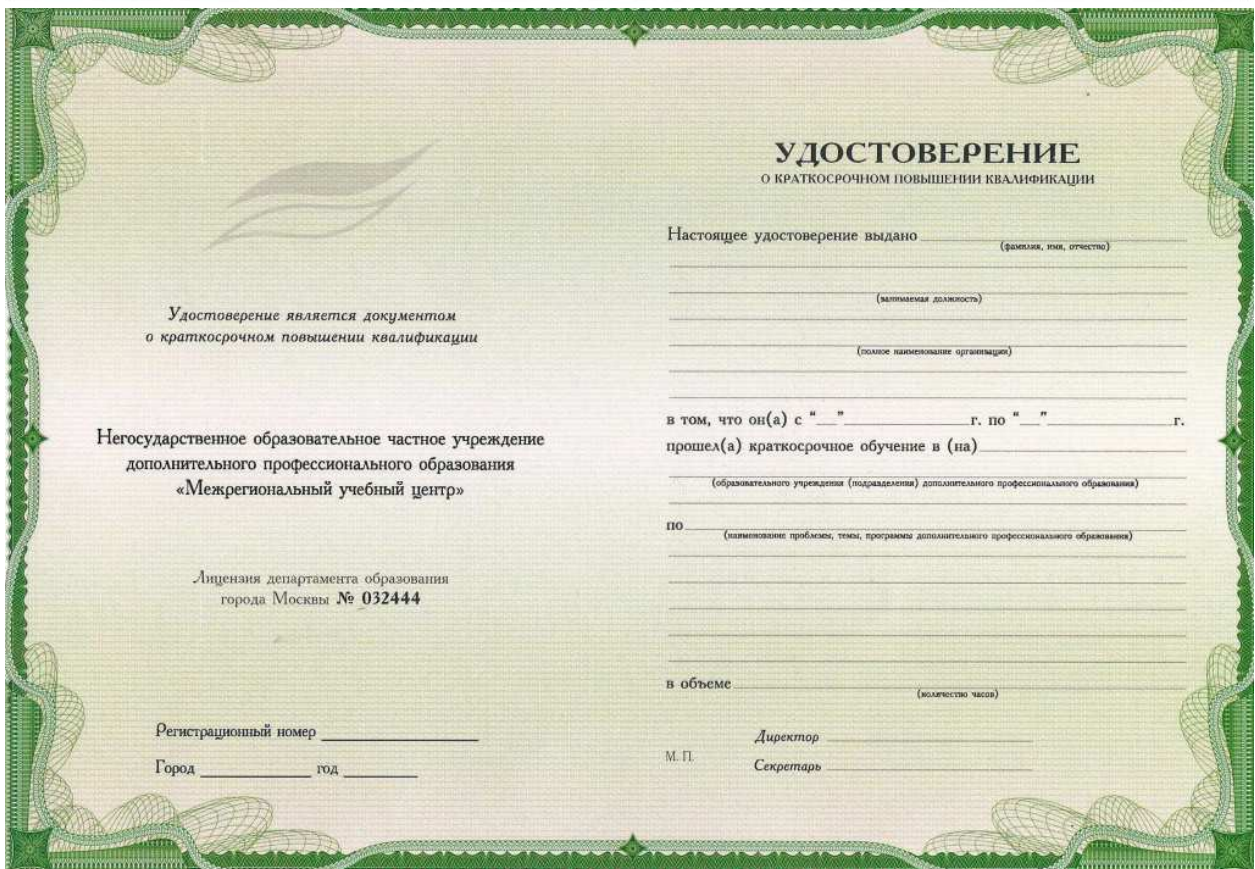 Удостоверение является документом
о краткосрочном повышении квалификации
Негосударственное образовательное частное учреждение
дополнительного профессионального образования
«Межрегиональный учебный центр»
Лицензия департамента образования
города Москвы № 032444
Регистрационный номер
Город год
УДОСТОВЕРЕНИЕ
О КРАТКОСРОЧНОМ ПОВЫШЕНИИ КВАЛИФИКАЦИИ
Настоящее удостоверение выдано
(фамилия, имя, отчество)
(занимаемая должность)
(полное наименование организации)
в том, что он(а) с “__” г. по “__” г.
прошел(а) краткосрочное обучение в (на)
(образовательного учреждения (подразделения) дополнительного профессионального образования)
по
(наименование проблемы, темы, программы дополнительного профессионального образования)
в объеме
(количество часов)
Директор
М. П.
Секретарь